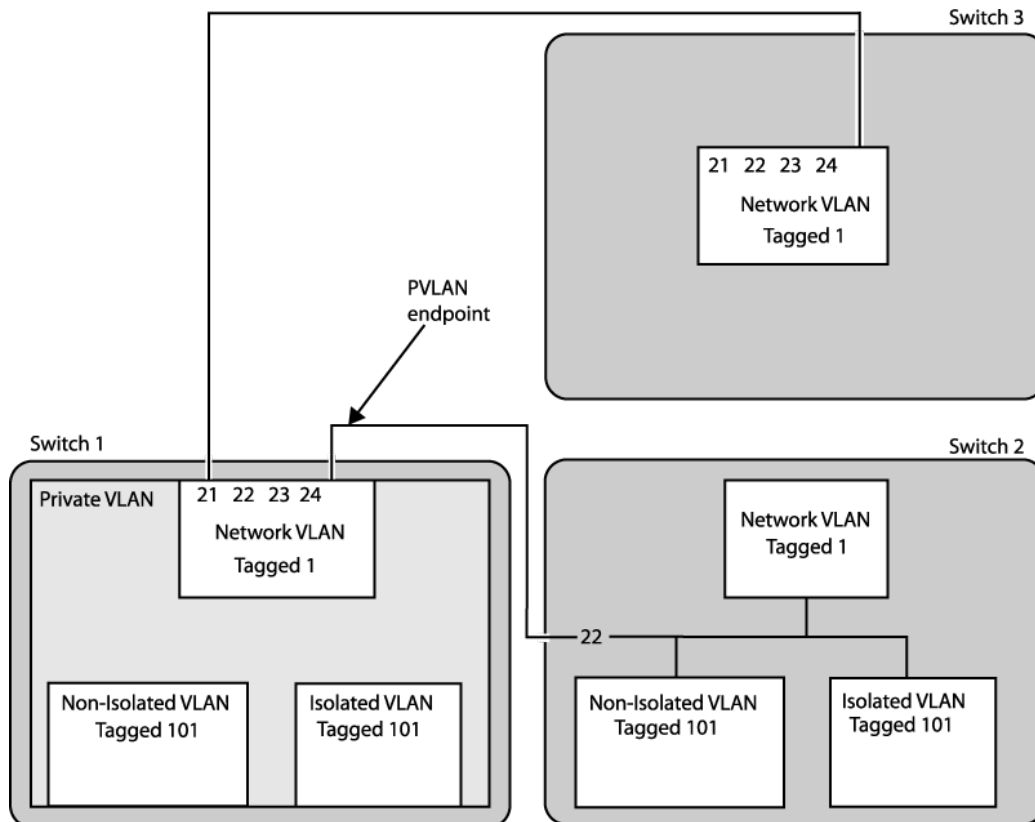 Switch 3
21 22 23 24
Network VLAN
Tagged 1
PVLAN
endpoint
Switch 1
Private VLAN
21 22 23 24
Network VLAN
Tagged 1
Non-Isolated VLAN
Tagged 101
Isolated VLAN
Tagged 101
Switch 2
Network VLAN
Tagged 1
22
Non-Isolated VLAN
Tagged 101
Isolated VLAN
Tagged 101